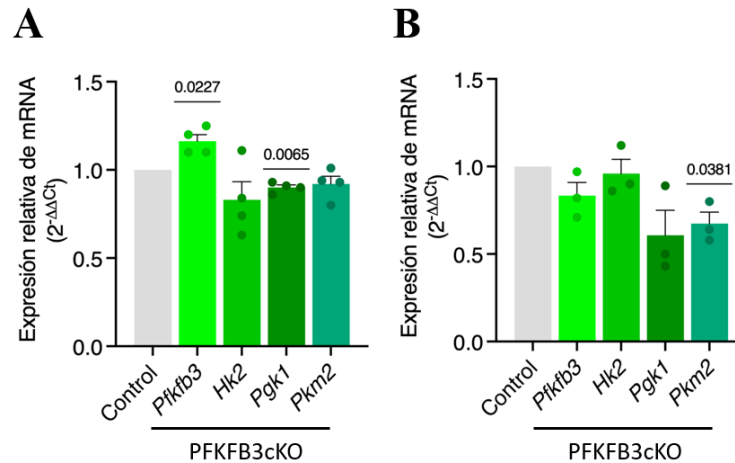 A
Expresión relativa de mRNA
(2-ΔΔCt)
1.5
1.0
0.5
0.0
0.0227
0.0065
Control
Pfkfb3
Hk2
Pgk1
Pkm2
PFKFB3cKO
B
Expresión relativa de mRNA
(2-ΔΔCt)
1.5
1.0
0.5
0.0
0.0381
Control
Pfkfb3
Hk2
Pgk1
Pkm2
PFKFB3cKO